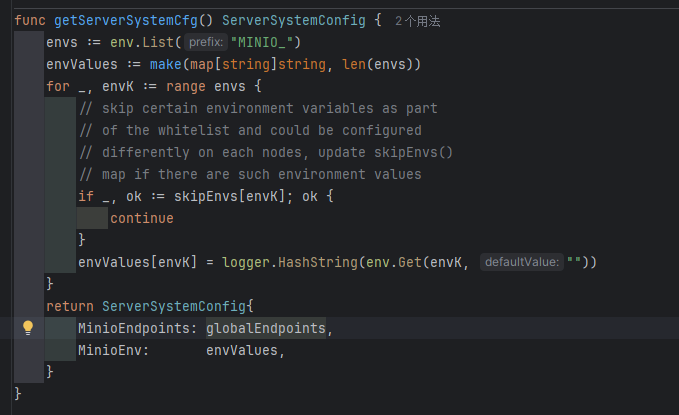 func getServerSystemCfg() ServerSystemConfig { 2个用法
envs := env.List( prefix: "MINIO_")
envValues := make(map[string]string, len(envs))
for _, envK := range envs {
// skip certain environment variables as part
// of the whitelist and could be configured
// differently on each nodes, update skipEnvs()
// map if there are such environment values
if _, ok := skipEnvs[envK]; ok {
continue
}
envValues[envK] = logger.HashString(env.Get(envK, defaultValue: ""))
}
return ServerSystemConfig{
MinioEndpoints: globalEndpoints,
MinioEnv: envValues,
}
}